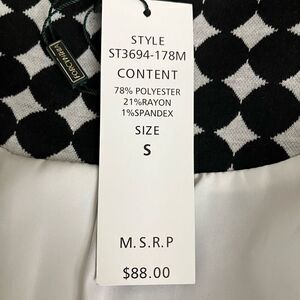 STYLE
ST3694-178M
CONTENT
78% POLYESTER
21%RAYON
1%SPANDEX
SIZE
S
M.S.R.P
$88.00